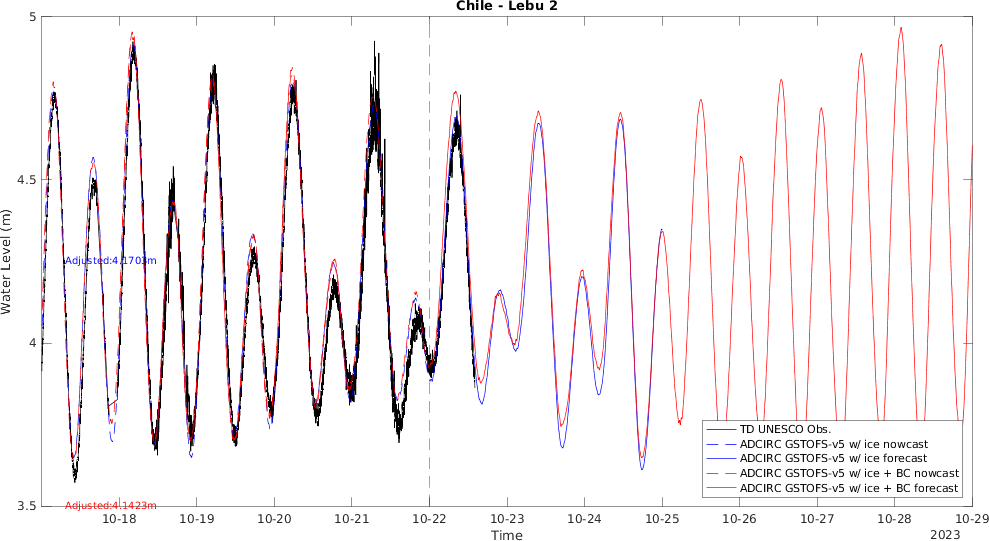 Chile - Lebu 2
5
4.5
4
3.5
Water Level (m)
Adjusted:4.1703m
Adjusted:4.1423m
TD UNESCO Obs.
ADCIRC GSTOFS-v5 w/ ice nowcast
ADCIRC GSTOFS-v5 w/ ice forecast
ADCIRC GSTOFS-v5 w/ ice + BC nowcast
ADCIRC GSTOFS-v5 w/ ice + BC forecast
10-18 10-19 10-20 10-21 10-22 10-23 10-24 10-25 10-26 10-27 10-28 10-29
Time
2023